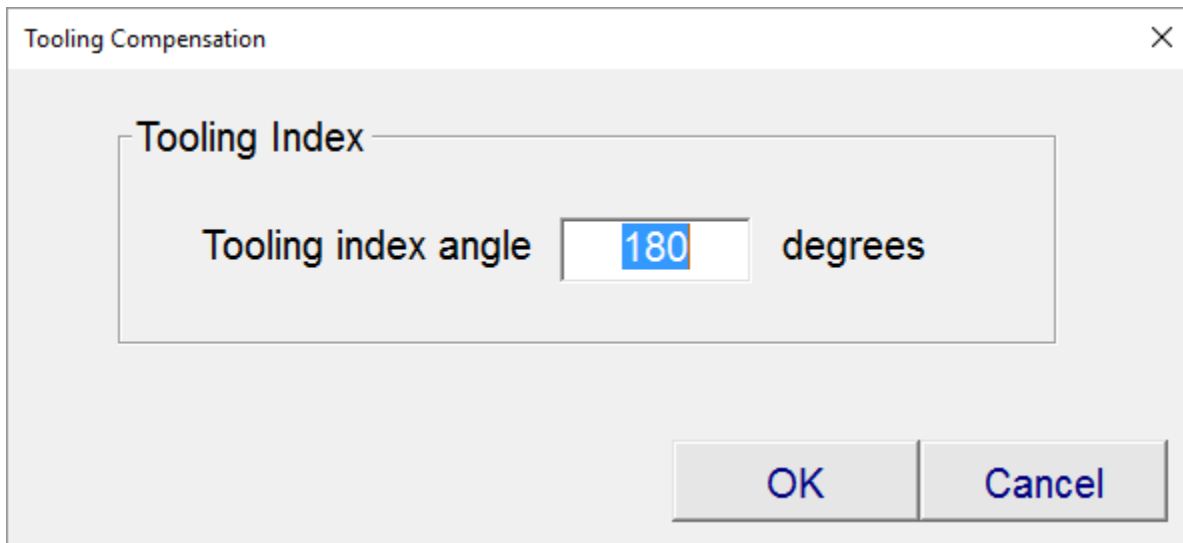 Tooling Compensation
Tooling Index
Tooling index angle 180 degrees
OK Cancel